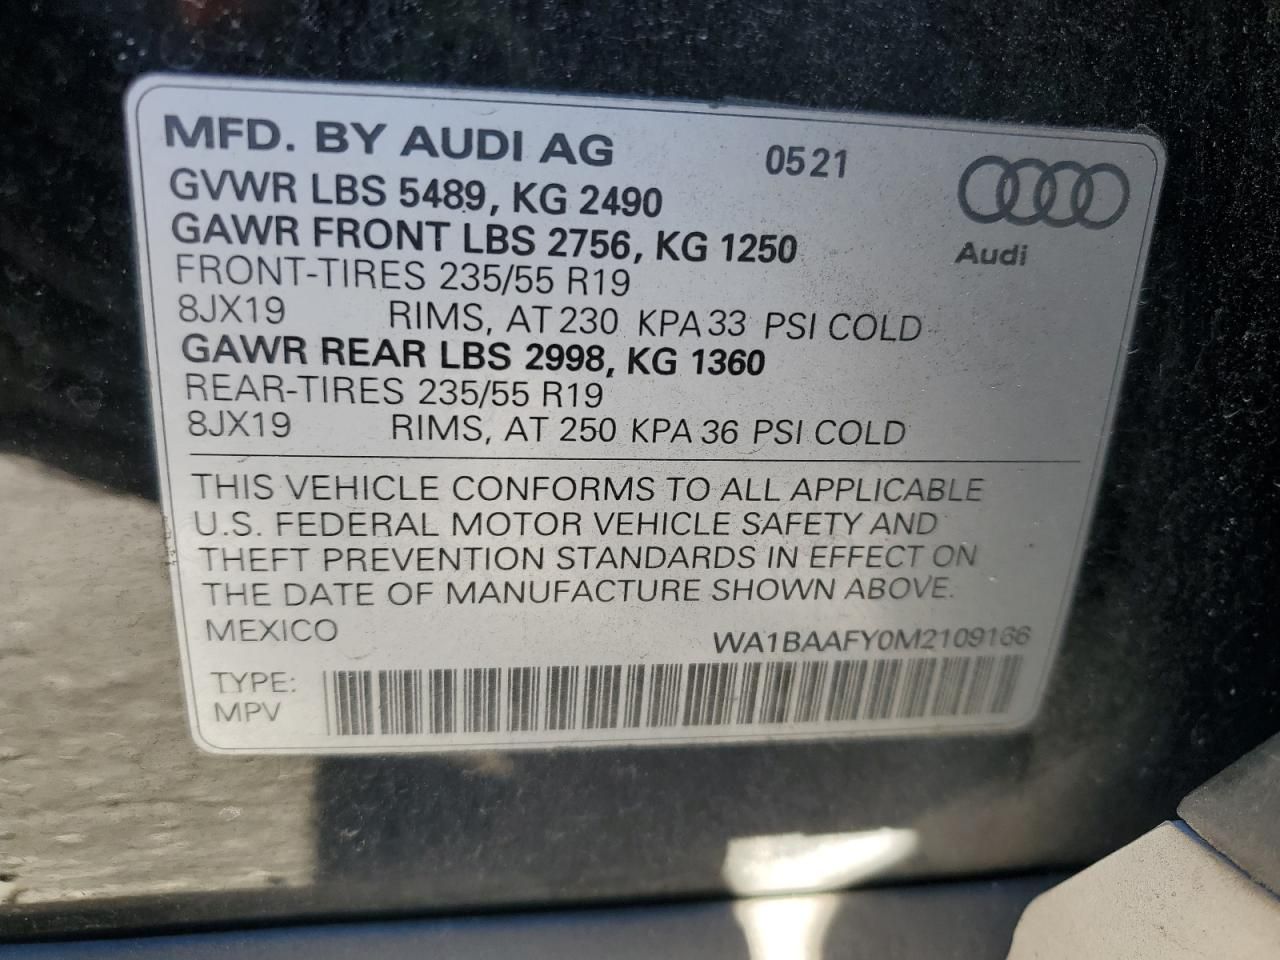 MFD. BY AUDI AG 0521
GVWR LBS 5489, KG 2490
GAWR FRONT LBS 2756, KG 1250
Audi
FRONT-TIRES 235/55 R19
8JX19 RIMS, AT 230 KPA 33 PSI COLD
GAWR REAR LBS 2998, KG 1360
REAR-TIRES 235/55 R19
8JX19 RIMS, AT 250 KPA 36 PSI COLD
THIS VEHICLE CONFORMS TO ALL APPLICABLE
U.S. FEDERAL MOTOR VEHICLE SAFETY AND
THEFT PREVENTION STANDARDS IN EFFECT ON
THE DATE OF MANUFACTURE SHOWN ABOVE.
MEXICO WA1BAAFY0M2109166
TYPE:
MPV